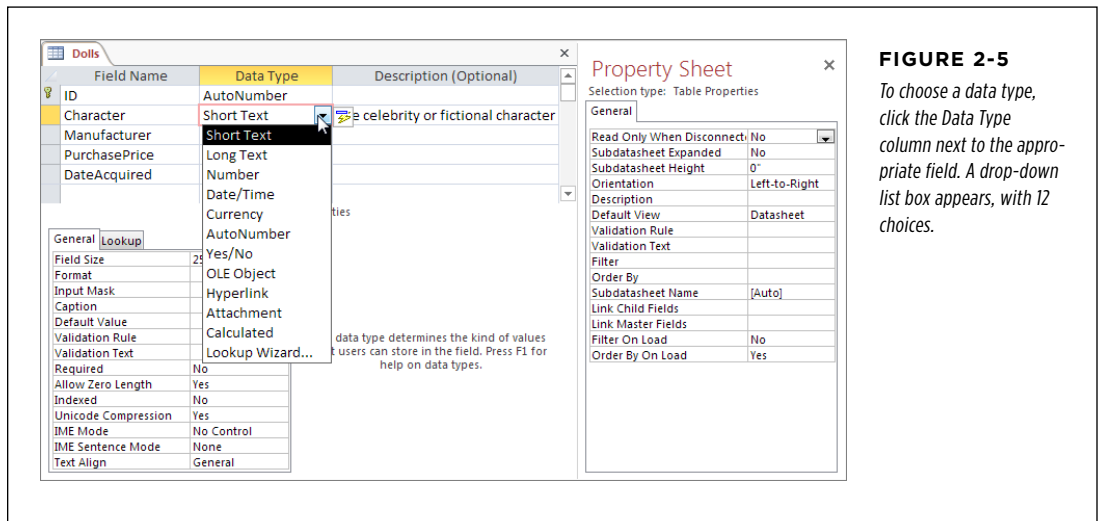 Dolls
Field Name Data Type Description (Optional)
ID AutoNumber
Character Short Text e celebrity or fictional character
Manufacturer
PurchasePrice
DateAcquired
Short Text
Long Text
Number
Date/Time
Currency
AutoNumber
Yes/No
OLE Object
Hyperlink
Attachment
Calculated
Lookup Wizard...
ties
General Lookup
Field Size 25
Format
Input Mask
Caption
Default Value
Validation Rule
Validation Text
Required No
Allow Zero Length Yes
Indexed No
Unicode Compression Yes
IME Mode No Control
IME Sentence Mode None
Text Align General
data type determines the kind of values
t users can store in the field. Press F1 for
help on data types.
Property Sheet
Selection type: Table Properties
General
Read Only When Disconnect No
Subdatasheet Expanded No
Subdatasheet Height 0"
Orientation Left-to-Right
Description
Default View Datasheet
Validation Rule
Validation Text
Filter
Order By
Subdatasheet Name [Auto]
Link Child Fields
Link Master Fields
Filter On Load No
Order By On Load Yes
FIGURE 2-5
To choose a data type,
click the Data Type
column next to the appro-
priate field. A drop-down
list box appears, with 12
choices.